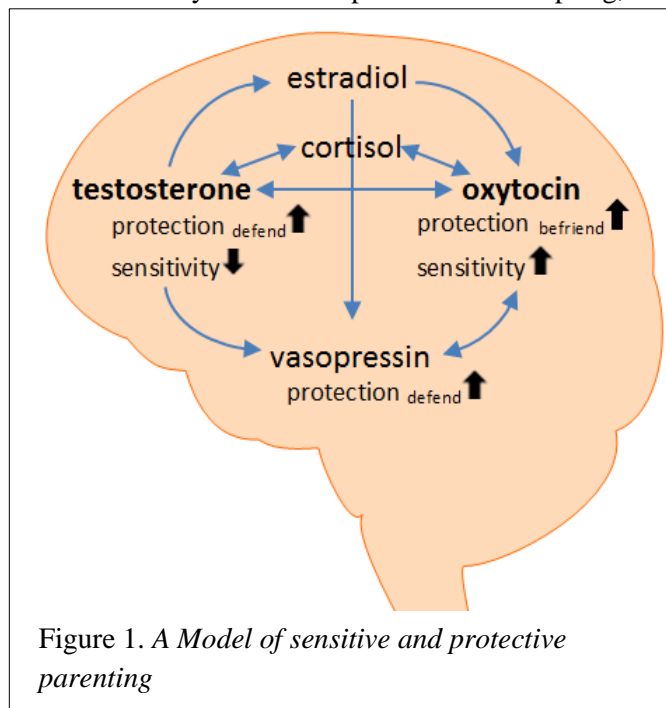 estradiol
cortisol
testosterone
oxytocin
protection defend
protection befriend
sensitivity
sensitivity
vasopressin
protection defend
Figure 1. A Model of sensitive and protective
parenting